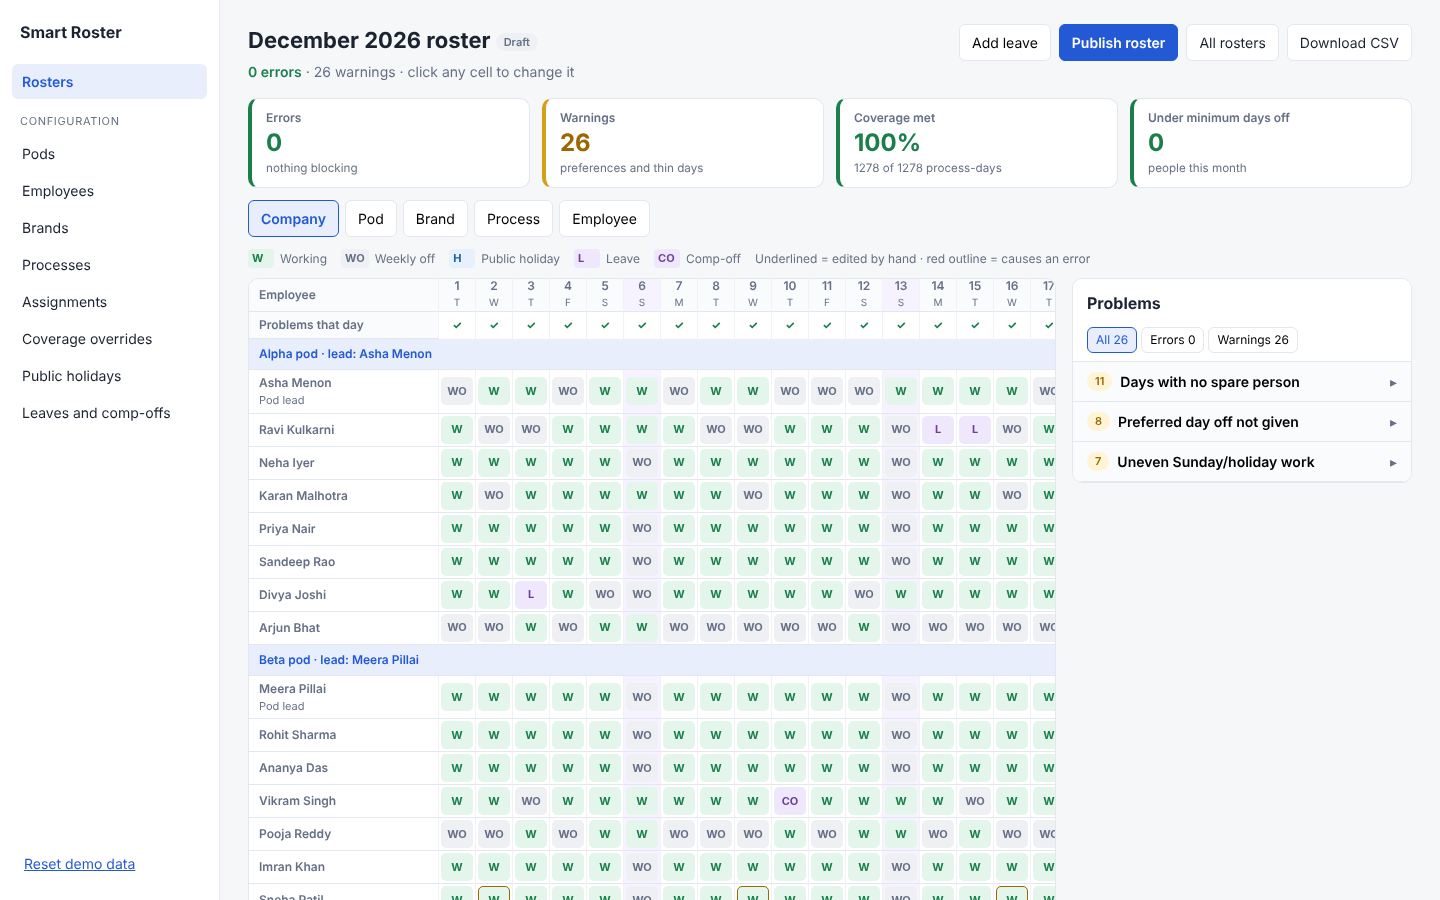 Smart Roster
Rosters
CONFIGURATION
Pods
Employees
Brands
Processes
Assignments
Coverage overrides
Public holidays
Leaves and comp-offs
Reset demo data
December 2026 roster Draft
0 errors · 26 warnings · click any cell to change it
Add leave Publish roster All rosters Download CSV
Errors
0
nothing blocking
Warnings
26
preferences and thin days
Coverage met
100%
1278 of 1278 process-days
Under minimum days off
0
people this month
Company Pod Brand Process Employee
W Working WO Weekly off H Public holiday L Leave CO Comp-off Underlined = edited by hand · red outline = causes an error
Employee 1 2 3 4 5 6 7 8 9 10 11 12 13 14 15 16 17
T W T F S S M T W T F S S M T W T
Problems that day ✓ ✓ ✓ ✓ ✓ ✓ ✓ ✓ ✓ ✓ ✓ ✓ ✓ ✓ ✓ ✓ ✓
Alpha pod · lead: Asha Menon
Asha Menon WO W W WO W W WO W W WO WO WO W W W W WO
Pod lead
Ravi Kulkarni W WO WO W W W W WO WO W W W WO L L WO W
Neha Iyer W W W W W WO W W W W W W WO W W W W
Karan Malhotra W WO W W W W W W WO W W W WO W W WO W
Priya Nair W W W W W WO W W W W W W WO W W W W
Sandeep Rao W W W W W WO W W W W W W WO W W W W
Divya Joshi W W L W WO WO W W W W W WO W W W W W
Arjun Bhat WO WO W WO W W WO WO WO WO WO W WO WO WO WO WO
Beta pod · lead: Meera Pillai
Meera Pillai W W W W W WO W W W W W W WO W W W W
Pod lead
Rohit Sharma W W W W W WO W W W W W W WO W W W W
Ananya Das W W W W W WO W W W W W W WO W W W W
Vikram Singh W W WO W W W W W W CO W W W W WO W W
Pooja Reddy WO WO W WO W W WO WO WO W WO W W WO W WO WO
Imran Khan W W W W W WO W W W W W W WO W W W W
Sneha Patil W W W W W WO W W W W W W WO W W W W
Problems
All 26 Errors 0 Warnings 26
11 Days with no spare person ▸
8 Preferred day off not given ▸
7 Uneven Sunday/holiday work ▸